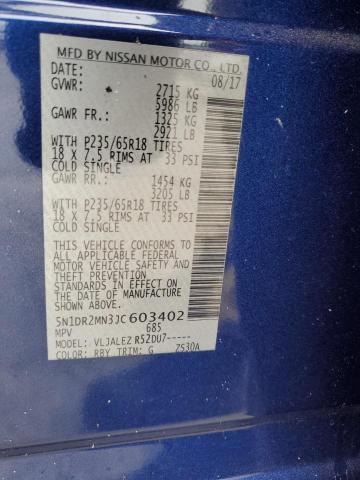 MFD BY NISSAN MOTOR CO., LTD.
DATE: 08/17
GVWR: 2715 KG
5986 LB
GAWR FR.: 1325 KG
2921 LB
WITH P235/65R18 TIRES
18 X 7.5 RIMS AT 33 PSI
COLD SINGLE
GAWR RR.: 1454 KG
3205 LB
WITH P235/65R18 TIRES
18 X 7.5 RIMS AT 33 PSI
COLD SINGLE
THIS VEHICLE CONFORMS TO
ALL APPLICABLE FEDERAL
MOTOR VEHICLE SAFETY AND
THEFT PREVENTION
STANDARDS IN EFFECT ON THE
DATE OF MANUFACTURE
SHOWN ABOVE.
5N1DR2MN3JC603402
MPV 685
MODEL: VLJALEZ R52DU7-----
COLOR: RBY TRIM: G ZS30A